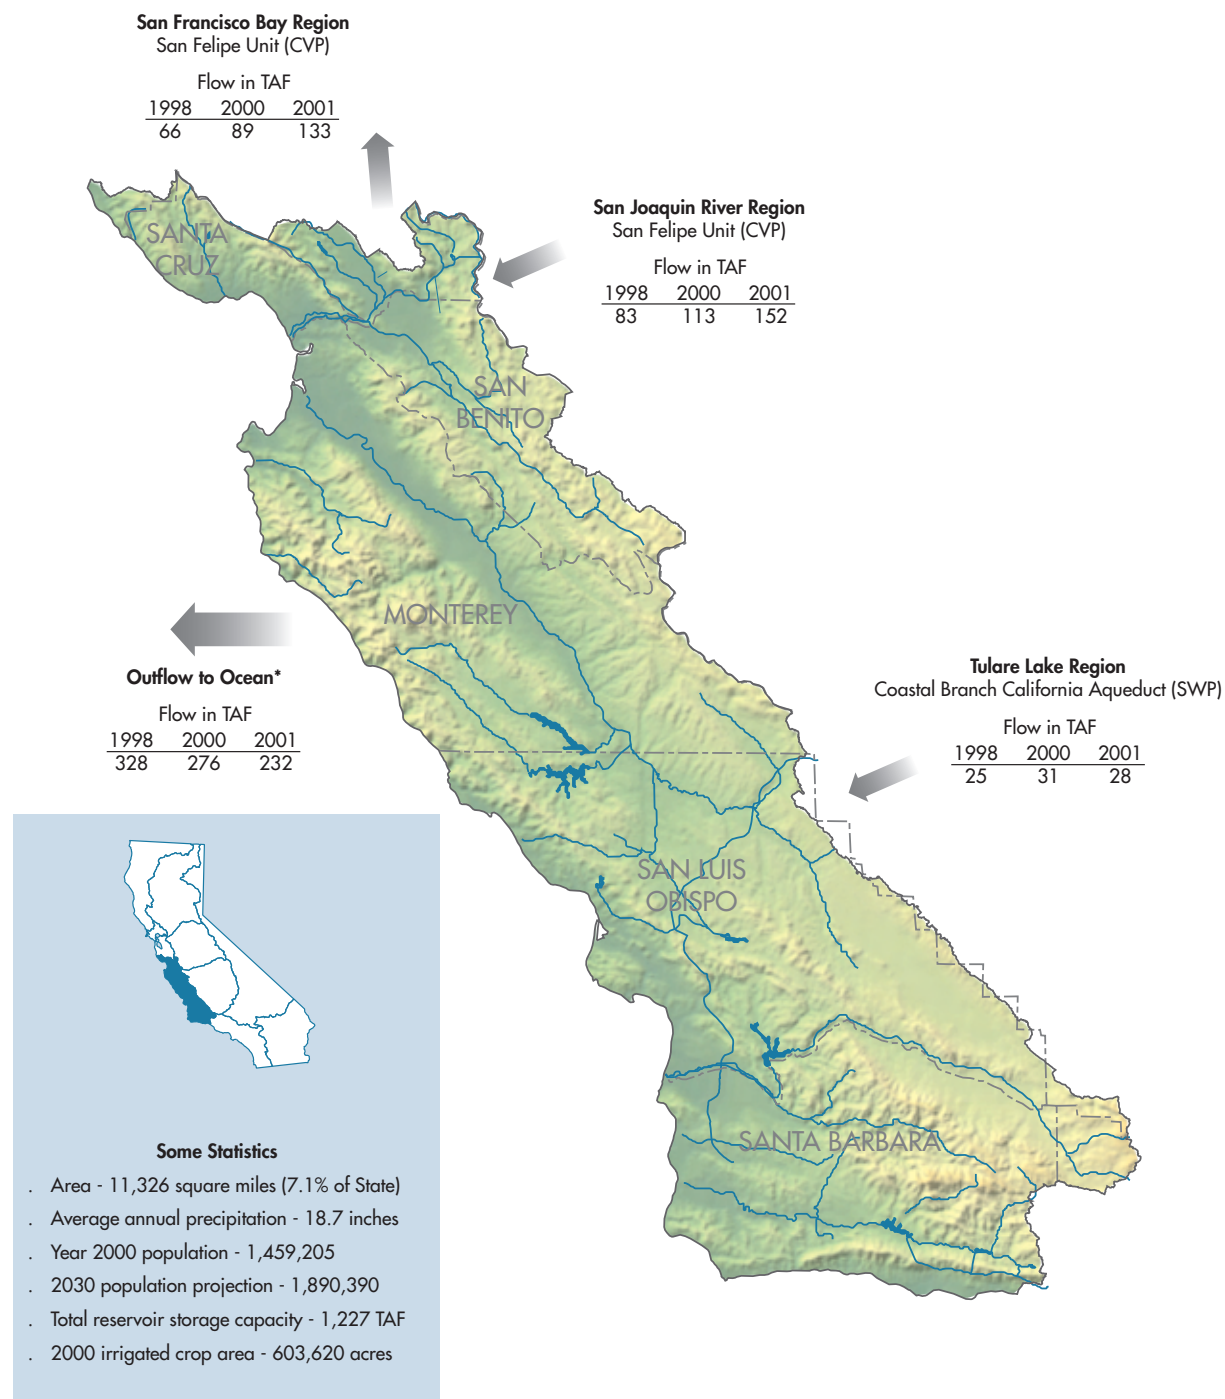 San Francisco Bay Region
San Felipe Unit (CVP)
Flow in TAF
1998 2000 2001
66 89 133
San Joaquin River Region
San Felipe Unit (CVP)
Flow in TAF
1998 2000 2001
83 113 152
SANTA
CRUZ
SAN
BENITO
MONTEREY
Outflow to Ocean*
Flow in TAF
1998 2000 2001
328 276 232
Tulare Lake Region
Coastal Branch California Aqueduct (SWP)
Flow in TAF
1998 2000 2001
25 31 28
SAN LUIS
OBISPO
SANTA BARBARA
Some Statistics
. Area - 11,326 square miles (7.1% of State)
. Average annual precipitation - 18.7 inches
. Year 2000 population - 1,459,205
. 2030 population projection - 1,890,390
. Total reservoir storage capacity - 1,227 TAF
. 2000 irrigated crop area - 603,620 acres